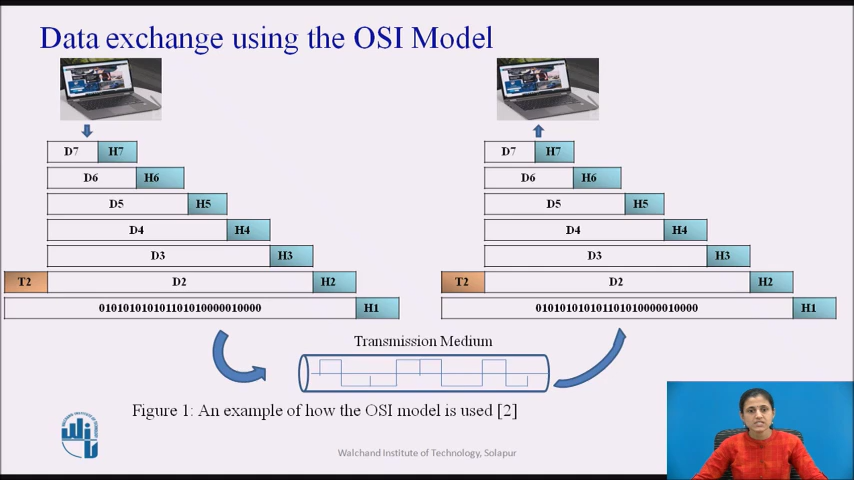 Data exchange using the OSI Model
D7 H7
D6 H6
D5 H5
D4 H4
D3 H3
T2 D2 H2
010101010101101010000010000 H1
D7 H7
D6 H6
D5 H5
D4 H4
D3 H3
T2 D2 H2
010101010101101010000010000 H1
Transmission Medium
Figure 1: An example of how the OSI model is used [2]
Walchand Institute of Technology, Solapur